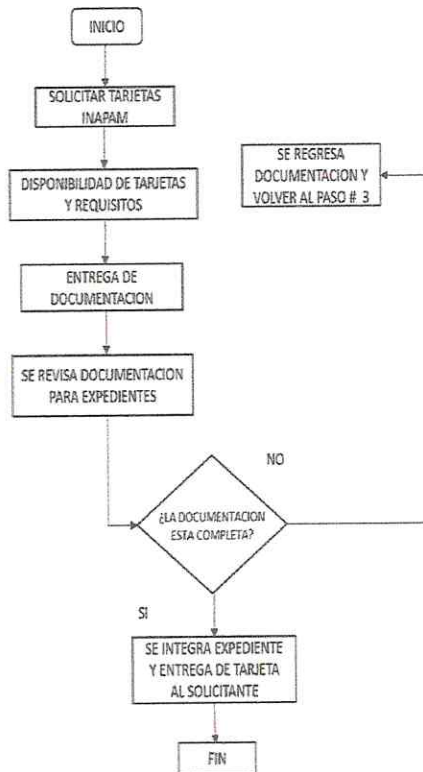 INICIO
SOLICITAR TARJETAS
INAPAM
DISPONIBILIDAD DE TARJETAS
Y REQUISITOS
SE REGRESA
DOCUMENTACION Y
VOLVER AL PASO # 3
ENTREGA DE
DOCUMENTACION
SE REVISA DOCUMENTACION
PARA EXPEDIENTES
NO
¿LA DOCUMENTACION
ESTA COMPLETA?
SI
SE INTEGRA EXPEDIENTE
Y ENTREGA DE TARJETA
AL SOLICITANTE
FIN